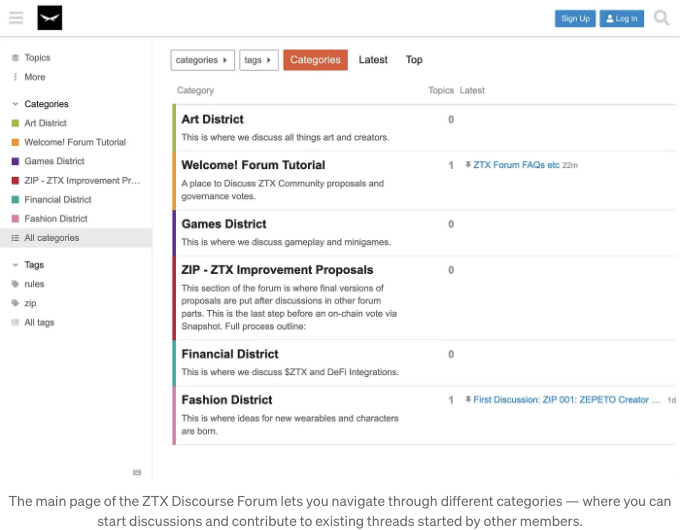 Sign Up
Log In
Topics
More
Categories
Art District
Welcome! Forum Tutorial
Games District
ZIP - ZTX Improvement Pr...
Financial District
Fashion District
All categories
Tags
rules
zip
All tags
categories
tags
Categories
Latest
Top
Category
Topics
Latest
Art District
0
This is where we discuss all things art and creators.
Welcome! Forum Tutorial
1
ZTX Forum FAQs etc 22m
A place to Discuss ZTX Community proposals and
governance votes.
Games District
0
This is where we discuss gameplay and minigames.
ZIP - ZTX Improvement Proposals
0
This section of the forum is where final versions of
proposals are put after discussions in other forum
parts. This is the last step before an on-chain vote via
Snapshot. Full process outline:
Financial District
0
This is where we discuss $ZTX and DeFi Integrations.
Fashion District
1
First Discussion: ZIP 001: ZEPETO Creator ... 1d
This is where ideas for new wearables and characters
are born.
The main page of the ZTX Discourse Forum lets you navigate through different categories — where you can
start discussions and contribute to existing threads started by other members.